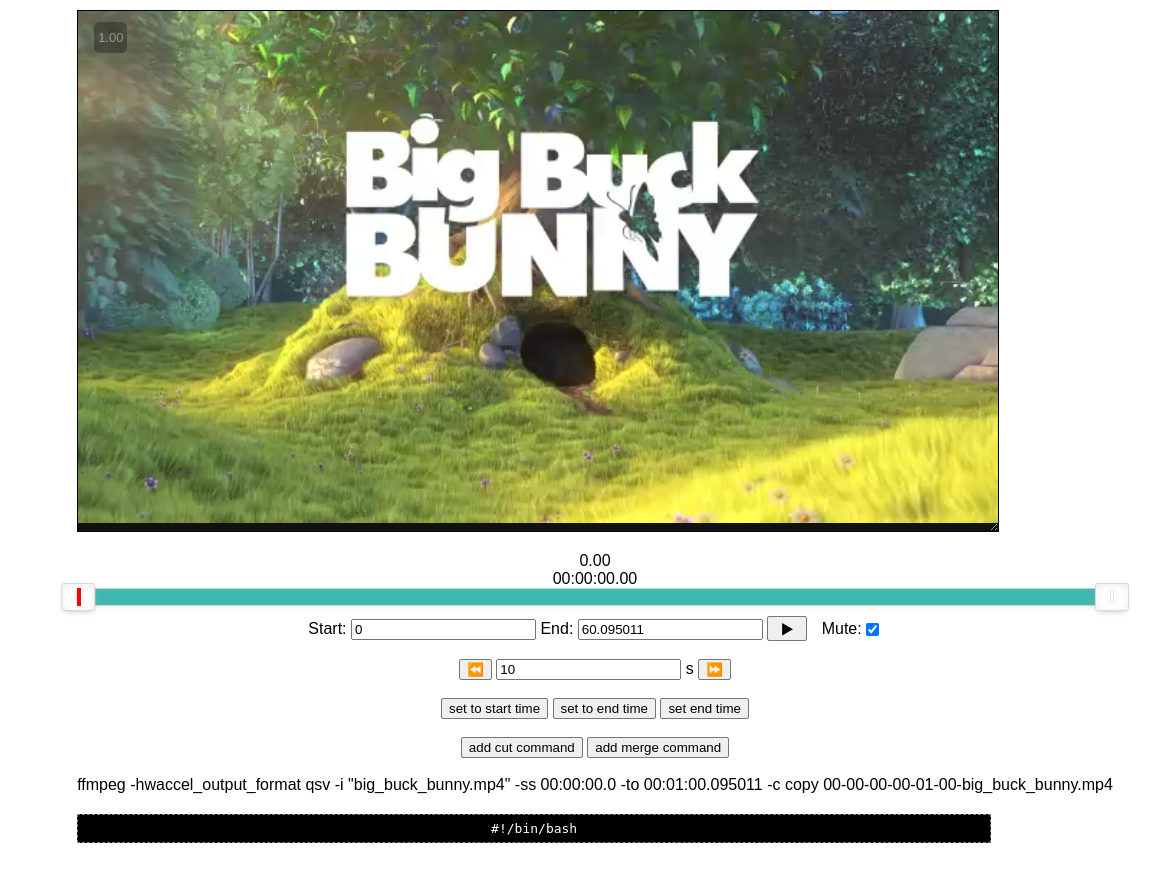 1.00
Big Buck
BUNNY
0.00
00:00:00.00
Start: 0 End: 60.095011 Mute:
10 s
set to start time set to end time set end time
add cut command add merge command
ffmpeg -hwaccel_output_format qsv -i "big_buck_bunny.mp4" -ss 00:00:00.0 -to 00:01:00.095011 -c copy 00-00-00-00-01-00-big_buck_bunny.mp4
#!/bin/bash